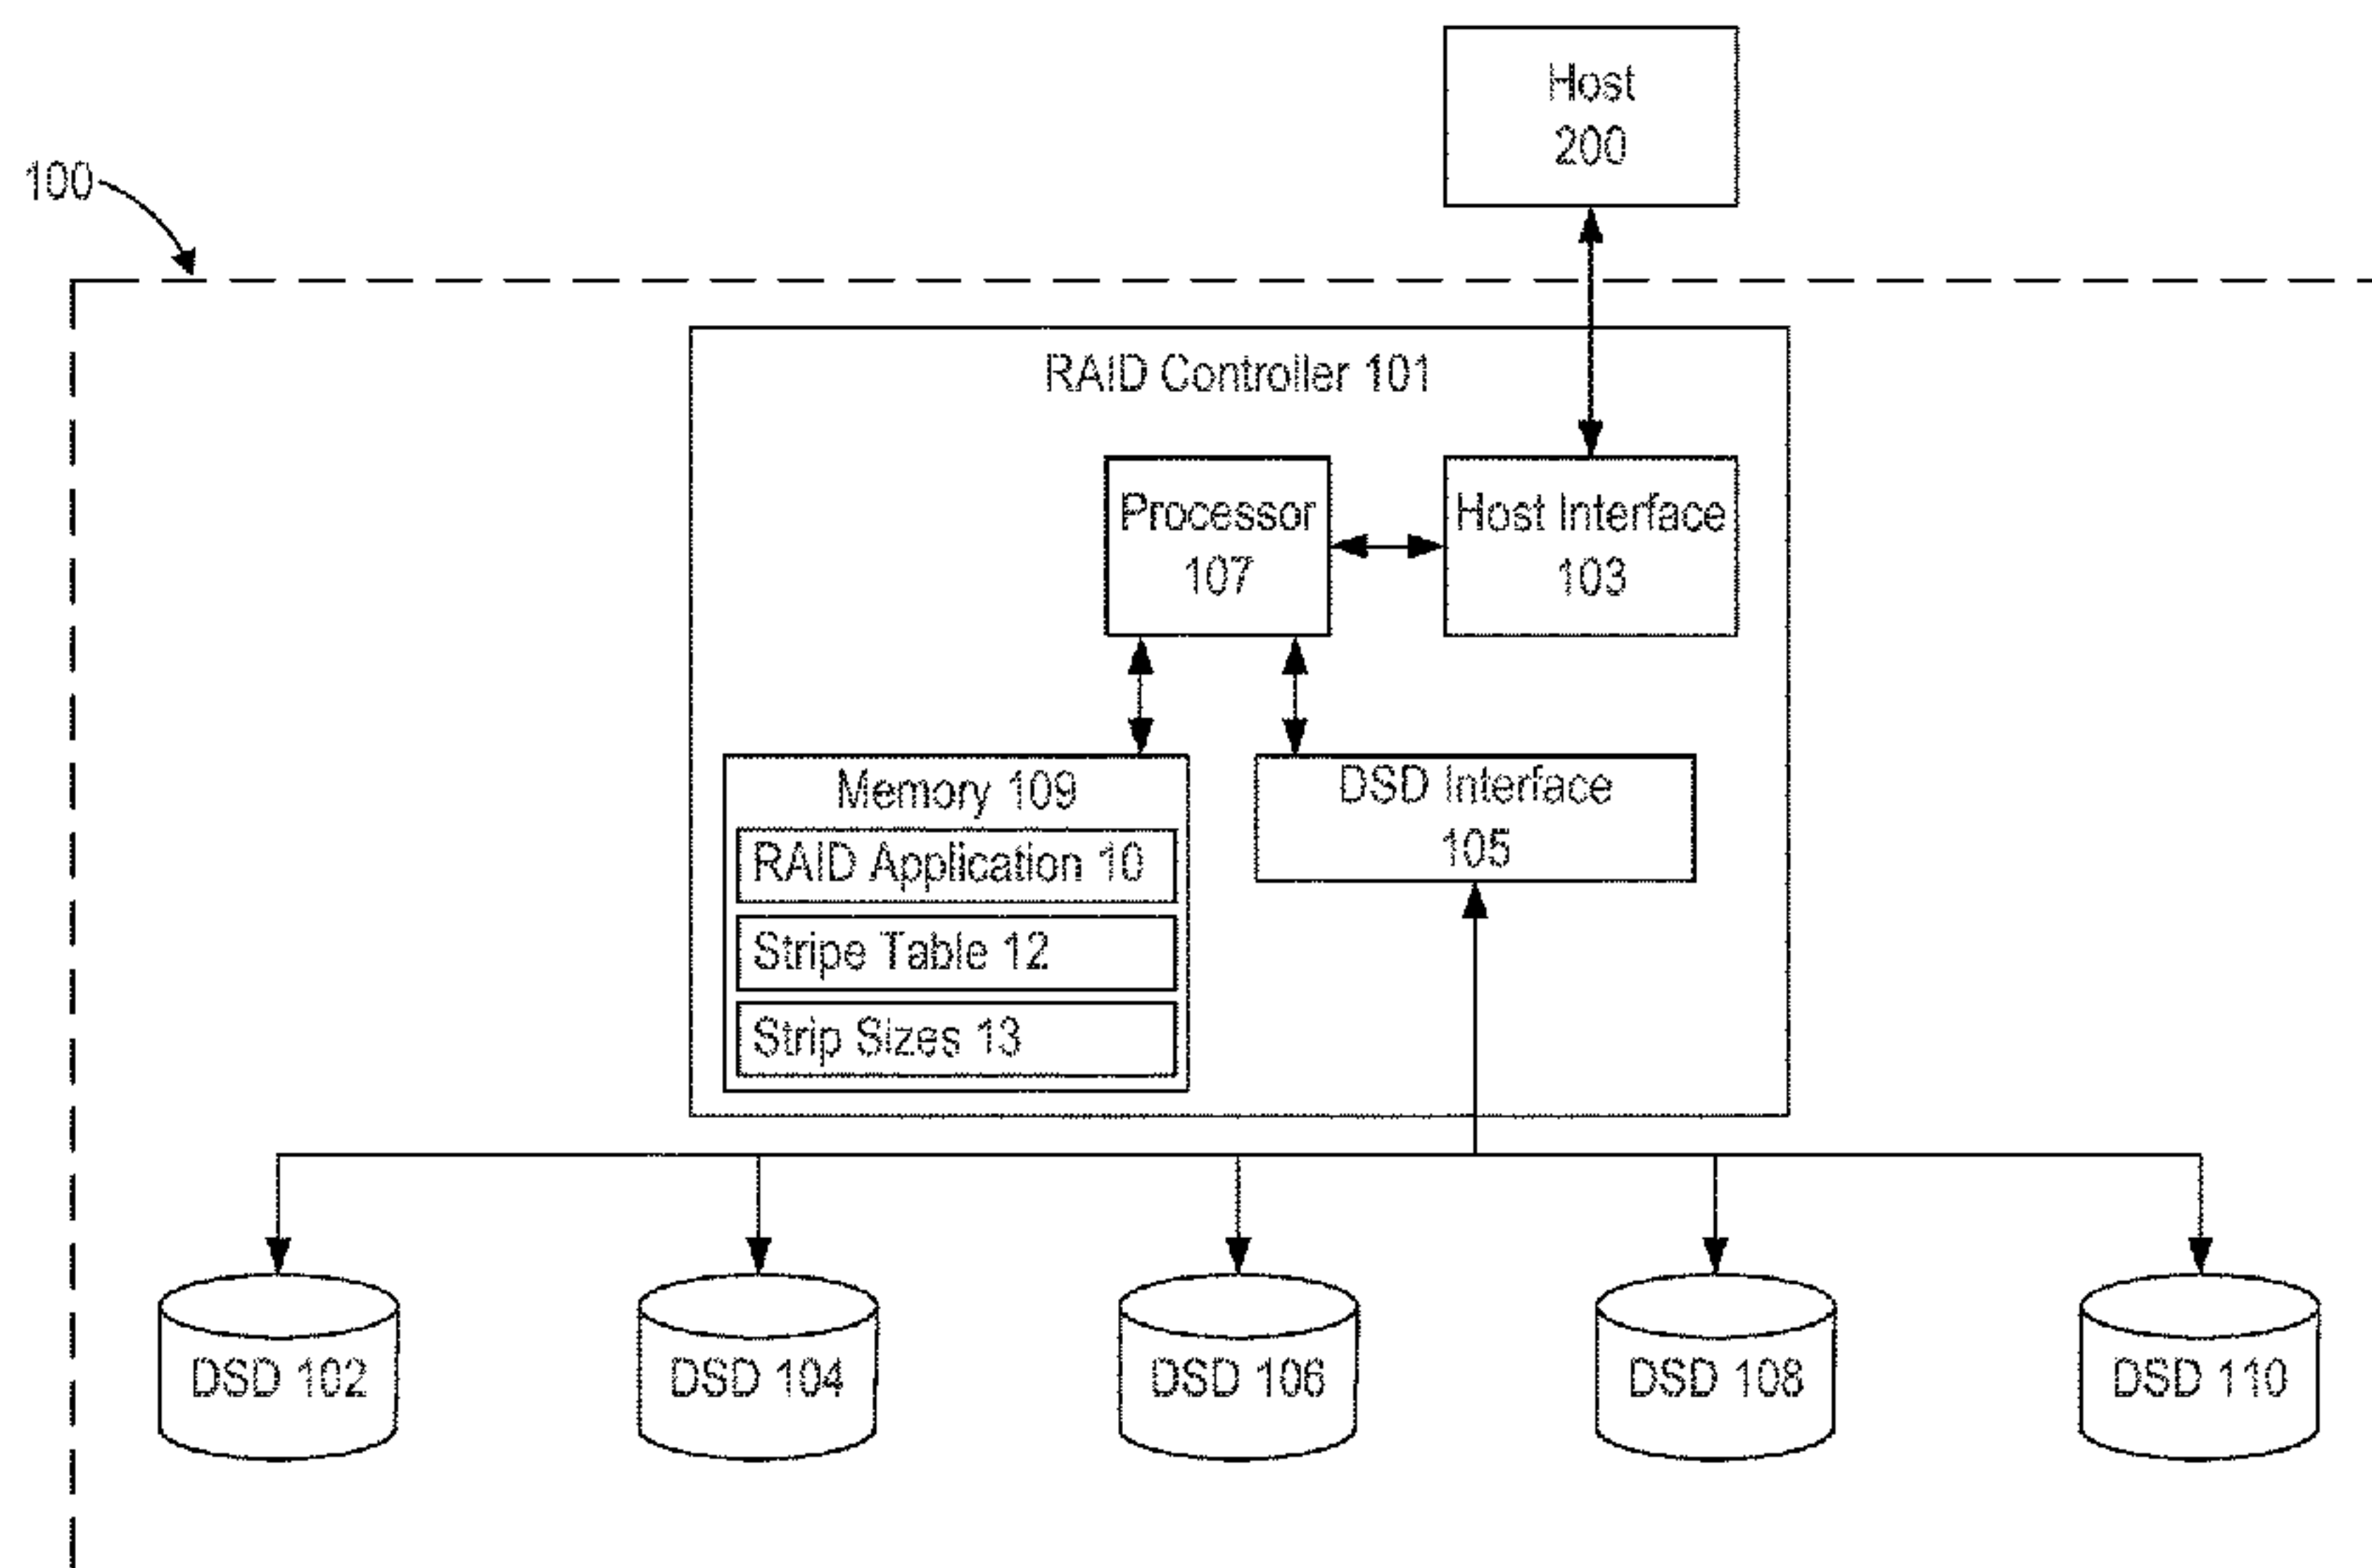 Host
200
100
RAID Controller 101
Processor
107
Host Interface
103
Memory 109
RAID Application 10
Stripe Table 12
Strip Sizes 13
DSD Interface
105
DSD 102
DSD 104
DSD 106
DSD 108
DSD 110